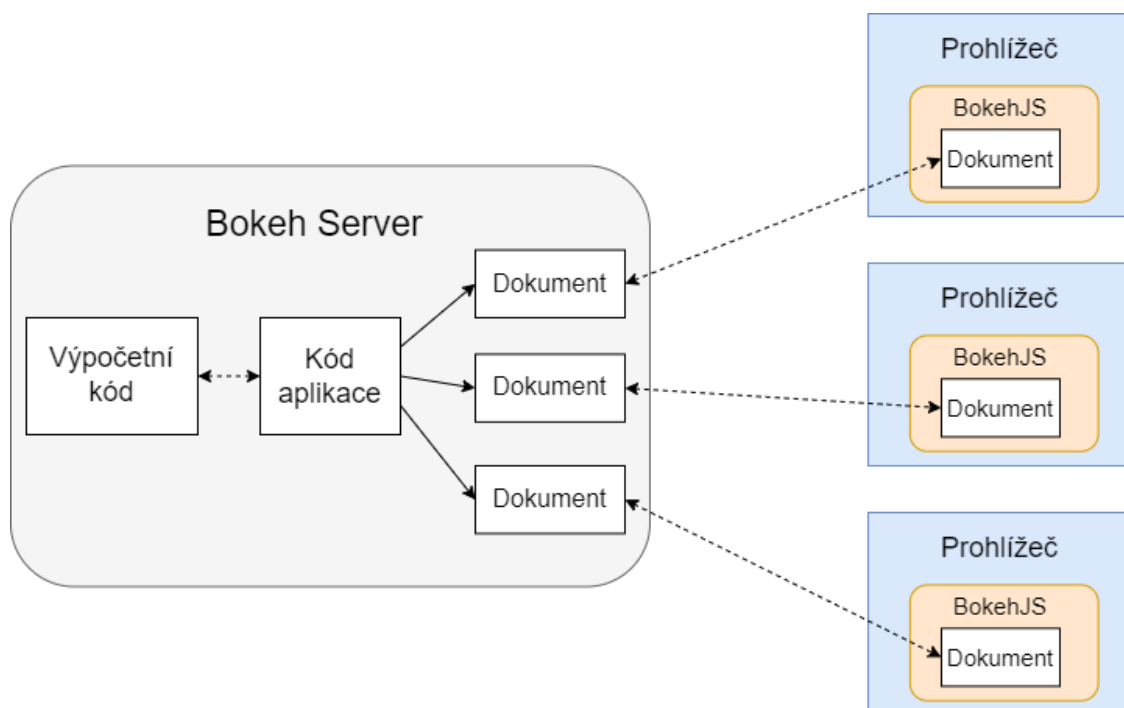 Bokeh Server
Výpočetní
kód
Kód
aplikace
Dokument
Dokument
Dokument
Prohlížeč
BokehJS
Dokument
Prohlížeč
BokehJS
Dokument
Prohlížeč
BokehJS
Dokument